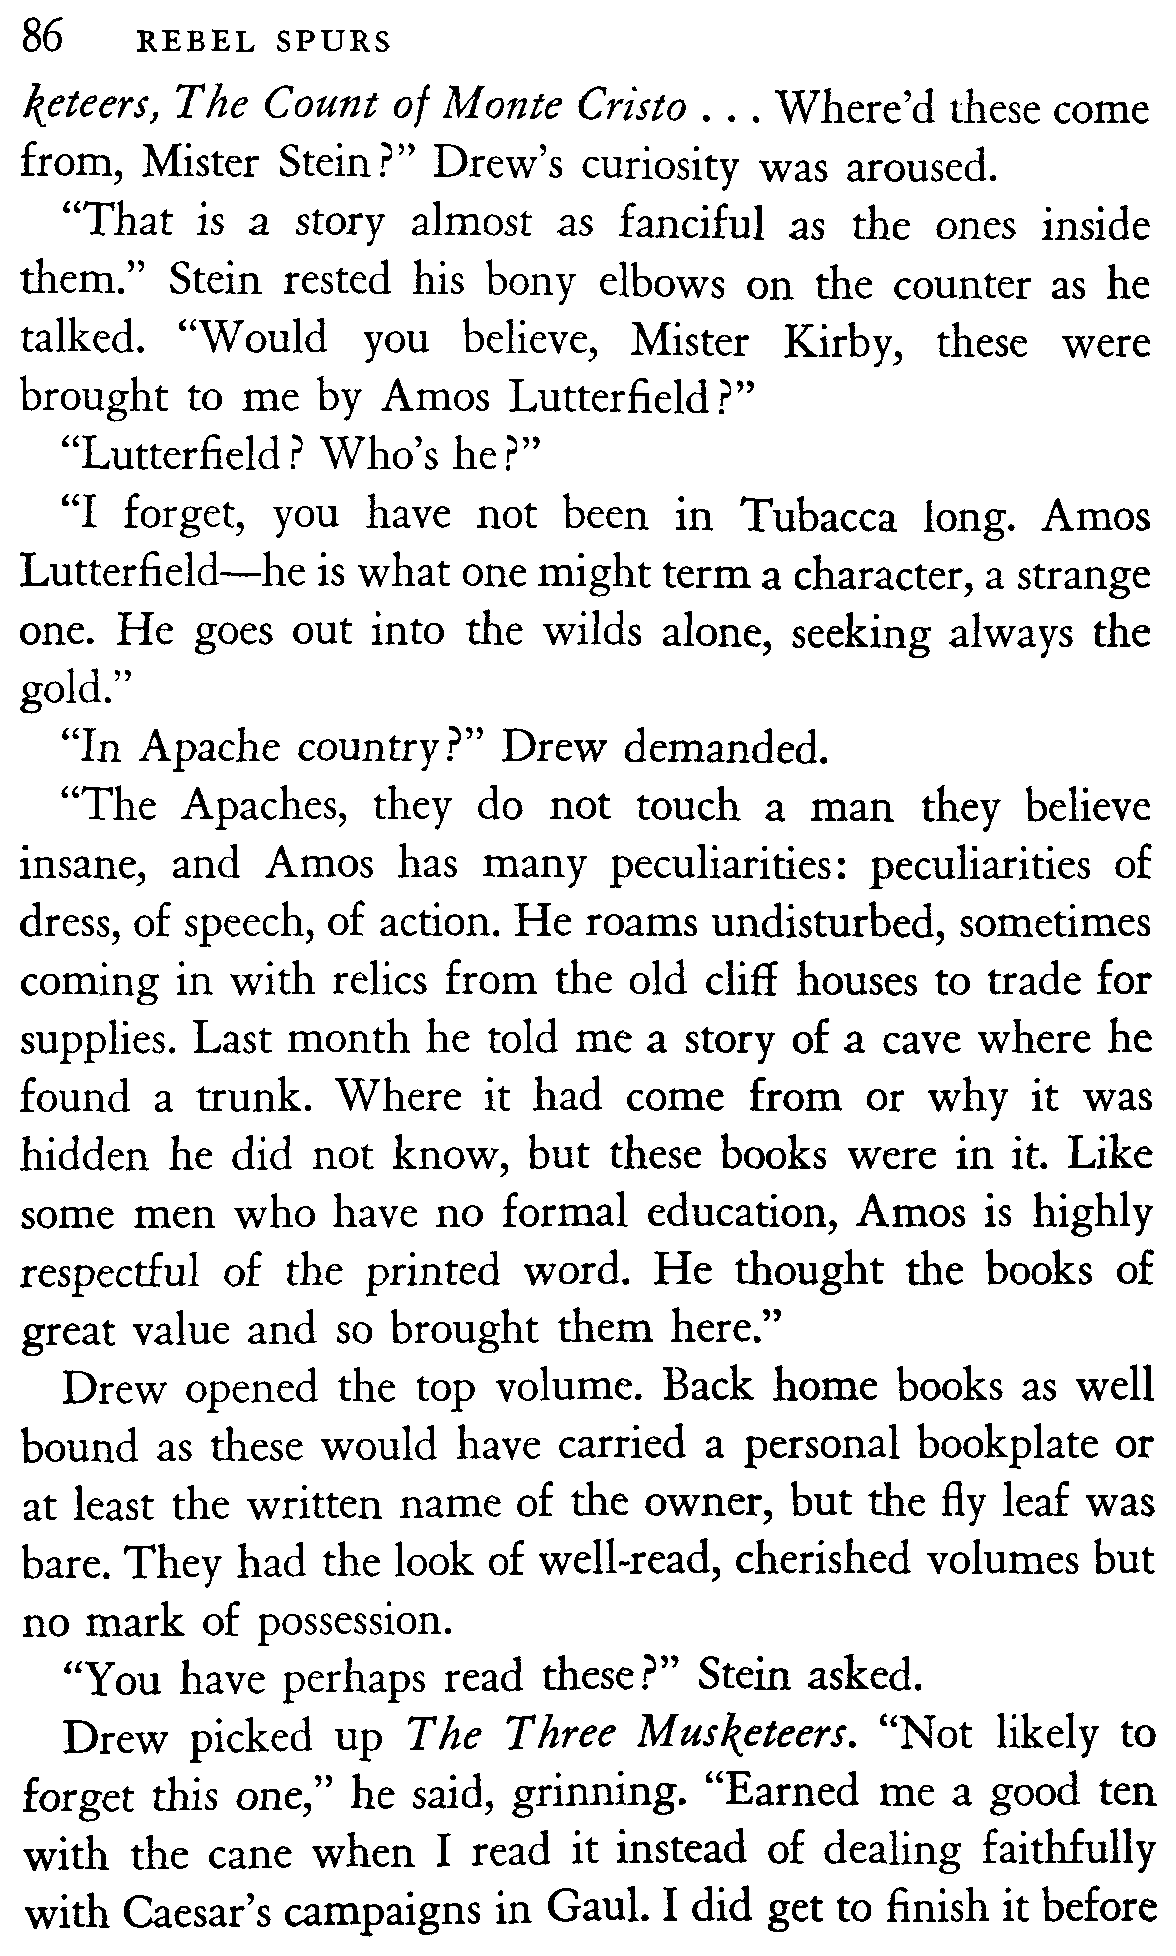 86 REBEL SPURS
keteers, The Count of Monte Cristo . . . Where’d these come
from, Mister Stein?” Drew’s curiosity was aroused.
“That is a story almost as fanciful as the ones inside
them.” Stein rested his bony elbows on the counter as he
talked. “Would you believe, Mister Kirby, these were
brought to me by Amos Lutterfield?”
“Lutterfield? Who’s he?”
“I forget, you have not been in Tubacca long. Amos
Lutterfield—he is what one might term a character, a strange
one. He goes out into the wilds alone, seeking always the
gold.”
“In Apache country?” Drew demanded.
“The Apaches, they do not touch a man they believe
insane, and Amos has many peculiarities: peculiarities of
dress, of speech, of action. He roams undisturbed, sometimes
coming in with relics from the old cliff houses to trade for
supplies. Last month he told me a story of a cave where he
found a trunk. Where it had come from or why it was
hidden he did not know, but these books were in it. Like
some men who have no formal education, Amos is highly
respectful of the printed word. He thought the books of
great value and so brought them here.”
Drew opened the top volume. Back home books as well
bound as these would have carried a personal bookplate or
at least the written name of the owner, but the fly leaf was
bare. They had the look of well-read, cherished volumes but
no mark of possession.
“You have perhaps read these?” Stein asked.
Drew picked up The Three Musketeers. “Not likely to
forget this one,” he said, grinning. “Earned me a good ten
with the cane when I read it instead of dealing faithfully
with Caesar’s campaigns in Gaul. I did get to finish it before